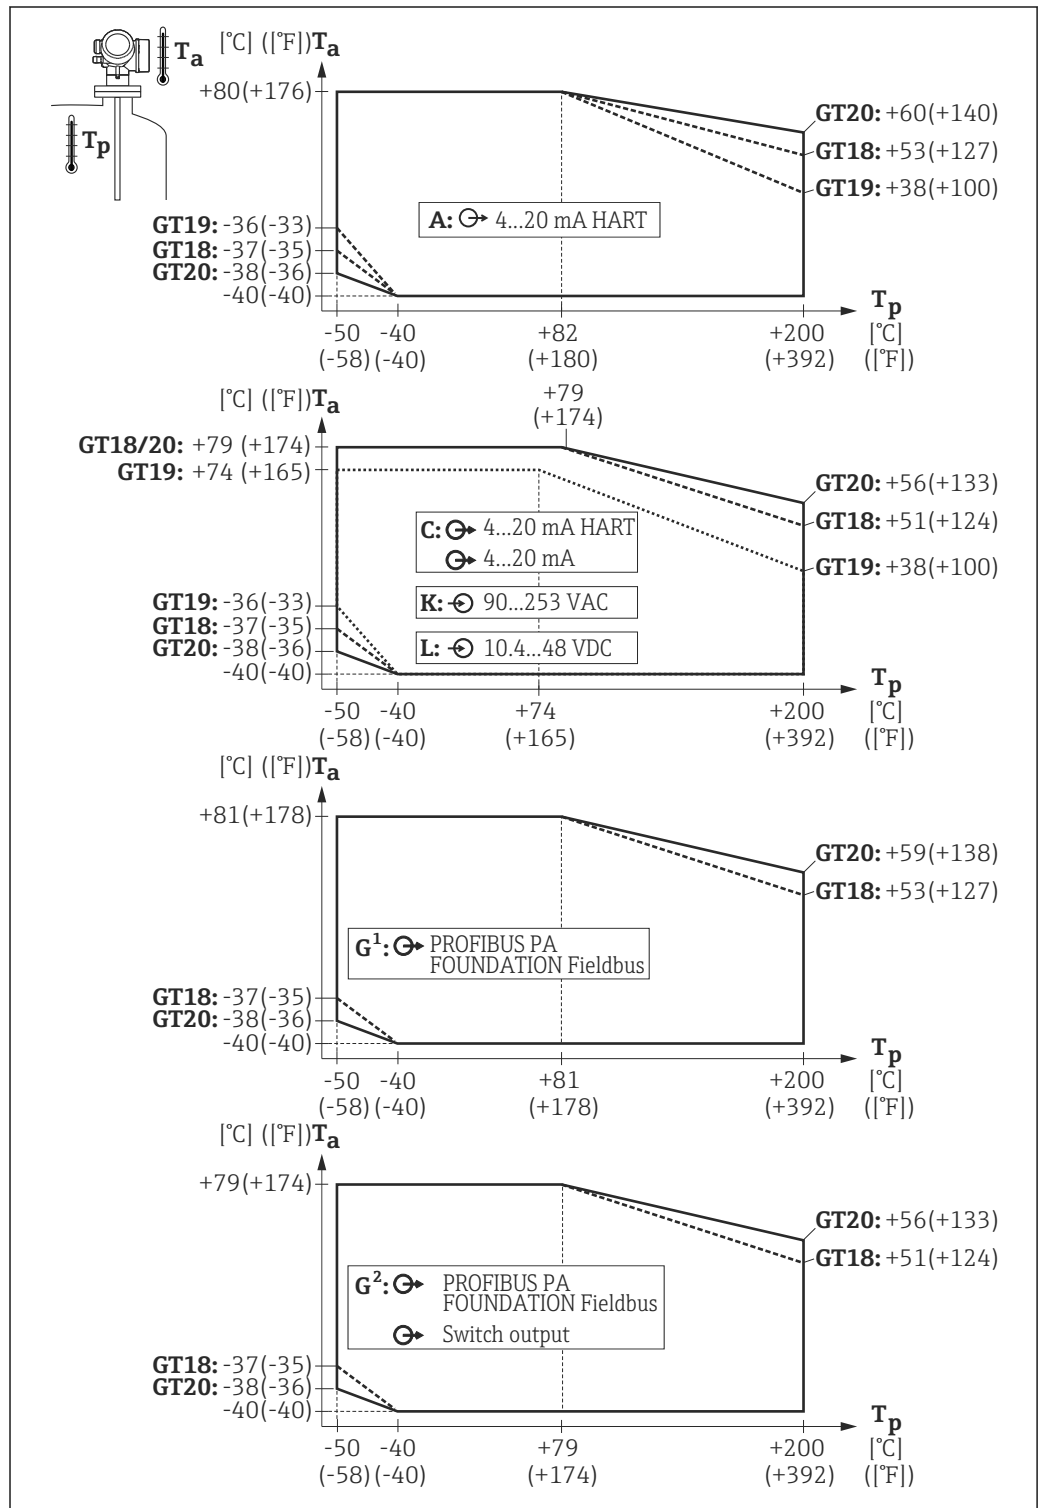 [°C] ([°F])Ta
Ta
+80(+176)
GT20: +60(+140)
GT18: +53(+127)
Tp
GT19: +38(+100)
A: 4...20 mA HART
GT19: -36(-33)
GT18: -37(-35)
GT20: -38(-36)
-40(-40)
Tp
-50 -40 +82 +200 [°C]
(-58) (-40) (+180) (+392) ([°F])
[°C] ([°F])Ta
+79
(+174)
GT18/20: +79 (+174)
GT19: +74 (+165)
GT20: +56(+133)
GT18: +51(+124)
C: 4...20 mA HART
4...20 mA
GT19: +38(+100)
K: 90...253 VAC
GT19: -36(-33)
GT18: -37(-35)
L: 10.4...48 VDC
GT20: -38(-36)
-40(-40)
Tp
-50 -40 +74 +200 [°C]
(-58) (-40) (+165) (+392) ([°F])
[°C] ([°F])Ta
+81(+178)
GT20: +59(+138)
GT18: +53(+127)
G1: PROFIBUS PA
FOUNDATION Fieldbus
GT18: -37(-35)
GT20: -38(-36)
-40(-40)
Tp
-50 -40 +81 +200 [°C]
(-58) (-40) (+178) (+392) ([°F])
[°C] ([°F])Ta
+79(+174)
GT20: +56(+133)
GT18: +51(+124)
G2: PROFIBUS PA
FOUNDATION Fieldbus
Switch output
GT18: -37(-35)
GT20: -38(-36)
-40(-40)
Tp
-50 -40 +79 +200 [°C]
(-58) (-40) (+174) (+392) ([°F])